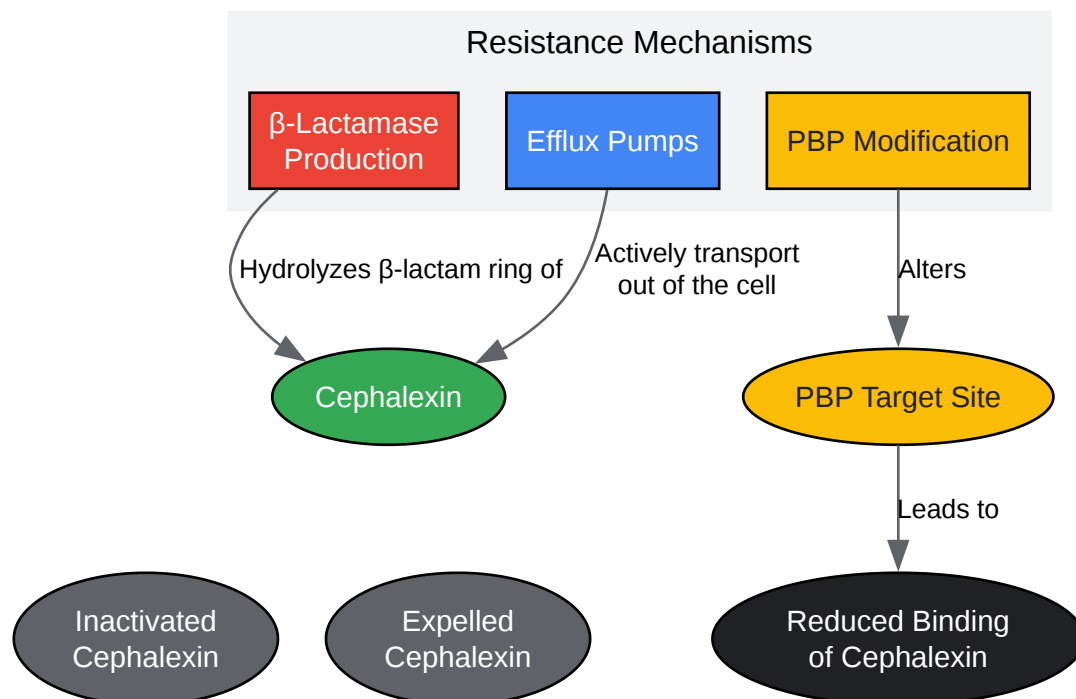 Resistance Mechanisms
β-Lactamase
Production
Efflux Pumps
PBP Modification
Hydrolyzes β-lactam ring of
Actively transport
out of the cell
Alters
Cephalexin
PBP Target Site
Leads to
Inactivated
Cephalexin
Expelled
Cephalexin
Reduced Binding
of Cephalexin